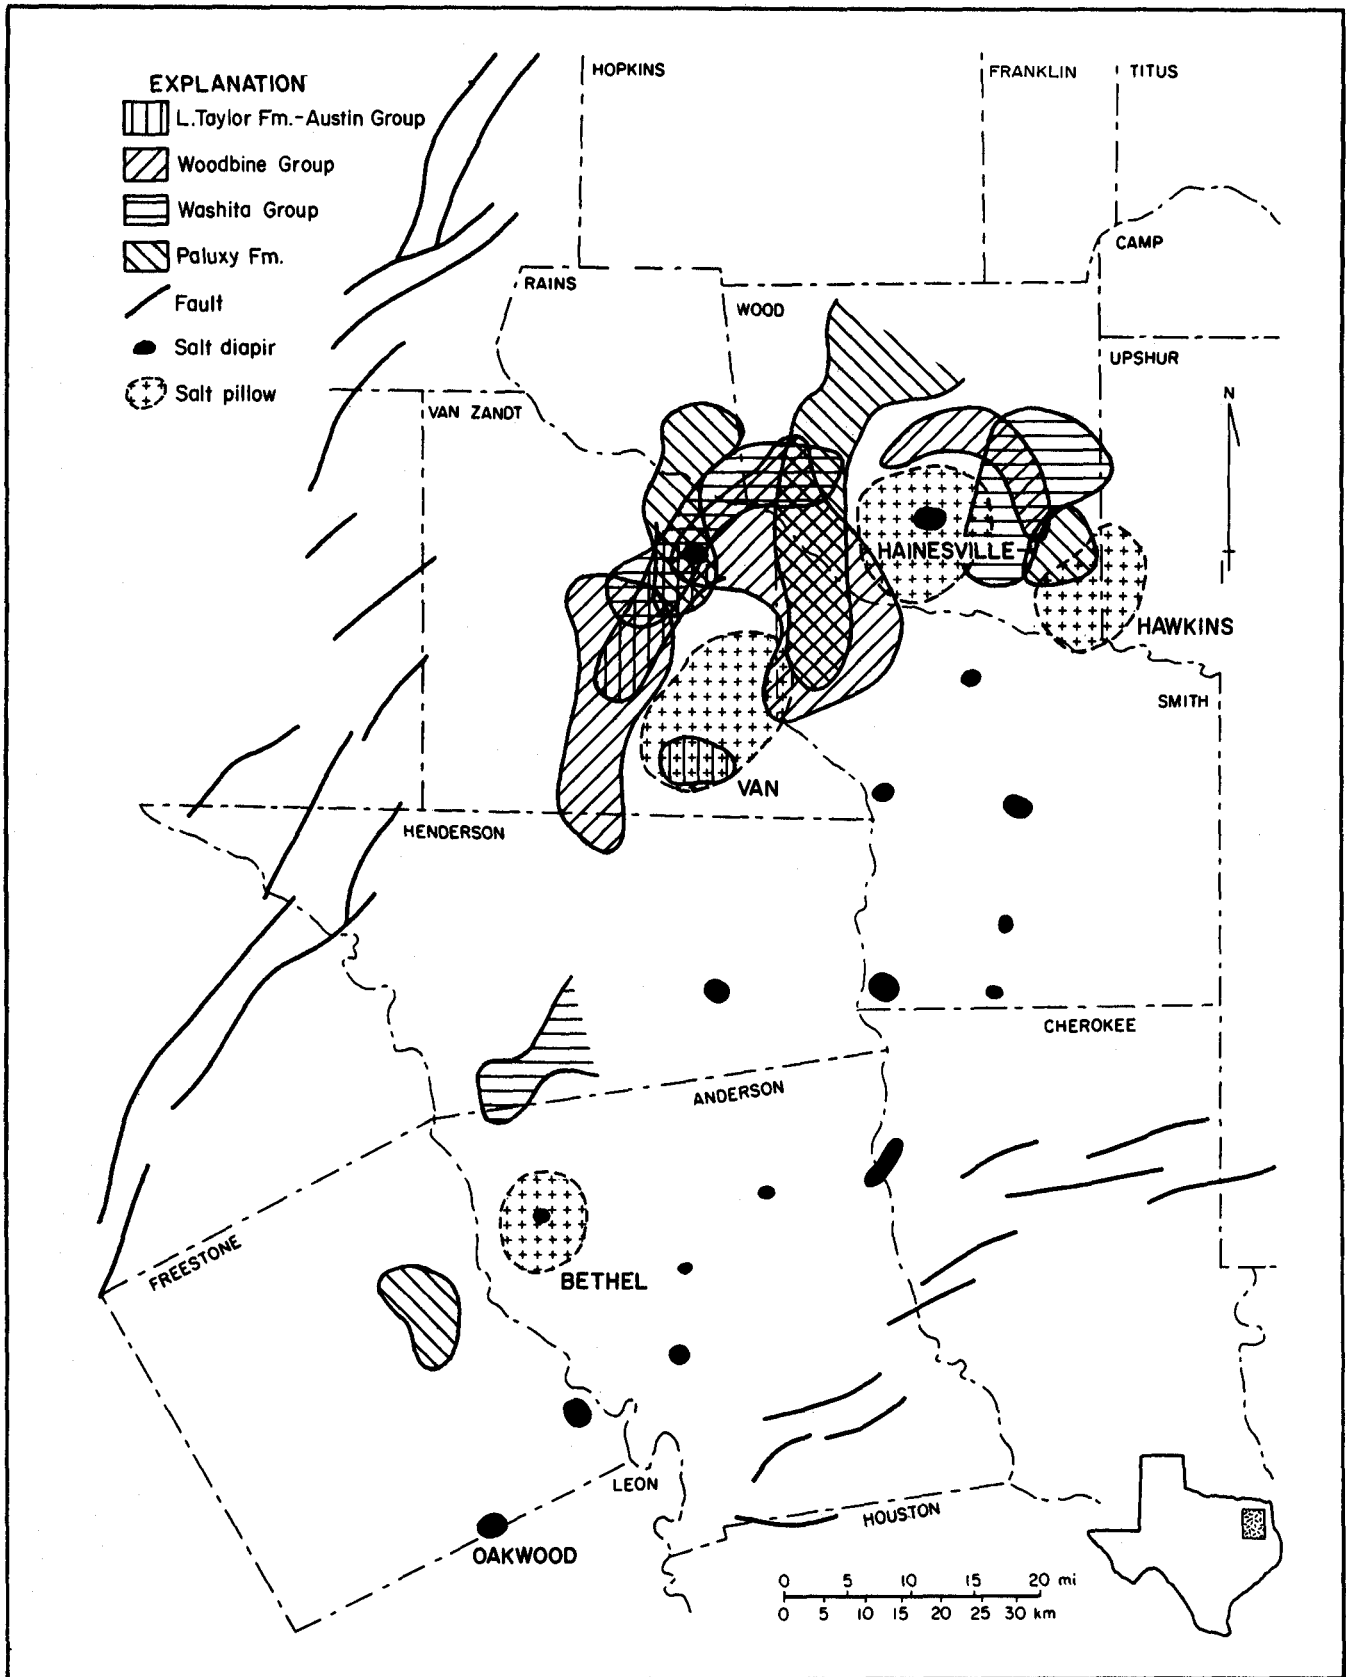 EXPLANATION
L. Taylor Fm.-Austin Group
Woodbine Group
Washita Group
Paluxy Fm.
Fault
Salt diapir
Salt pillow
HOPKINS
FRANKLIN
TITUS
CAMP
RAINS
WOOD
UPSHUR
VAN ZANDT
N
HAINESVILLE
HAWKINS
SMITH
VAN
HENDERSON
CHEROKEE
ANDERSON
FREESTONE
BETHEL
LEON
HOUSTON
OAKWOOD
0 5 10 15 20 mi
0 5 10 15 20 25 30 km